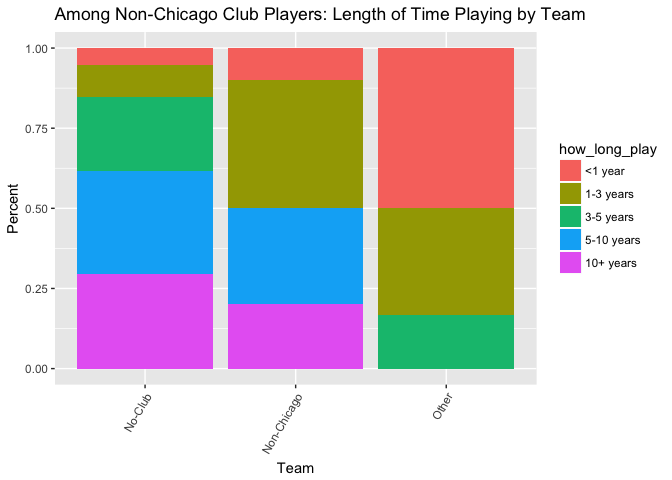 Among Non-Chicago Club Players: Length of Time Playing by Team
1.00
0.75
0.50
0.25
0.00
Percent
No-Club
Non-Chicago
Other
Team
how_long_play
<1 year
1-3 years
3-5 years
5-10 years
10+ years